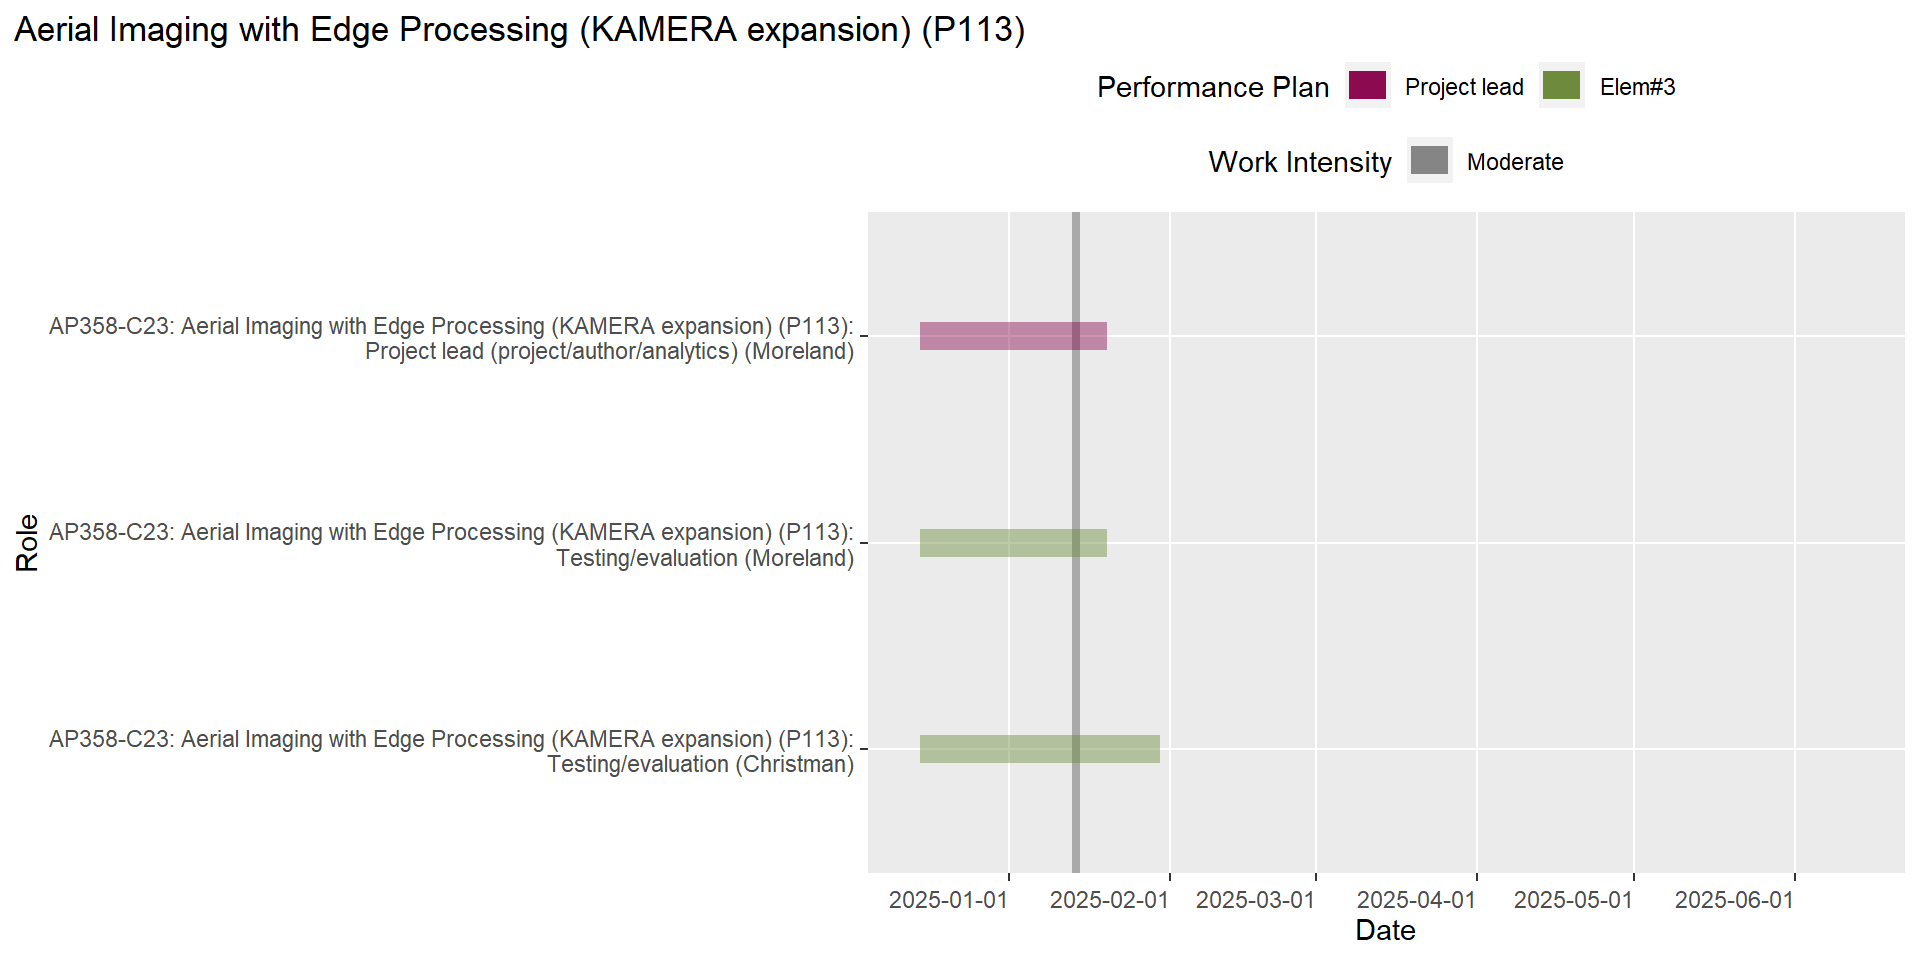 Aerial Imaging with Edge Processing (KAMERA expansion) (P113)
Performance Plan Project lead Elem#3
Work Intensity Moderate
AP358-C23: Aerial Imaging with Edge Processing (KAMERA expansion) (P113):
Project lead (project/author/analytics) (Moreland)
AP358-C23: Aerial Imaging with Edge Processing (KAMERA expansion) (P113):
Testing/evaluation (Moreland)
AP358-C23: Aerial Imaging with Edge Processing (KAMERA expansion) (P113):
Testing/evaluation (Christman)
Role
2025-01-01 2025-02-01 2025-03-01 2025-04-01 2025-05-01 2025-06-01
Date